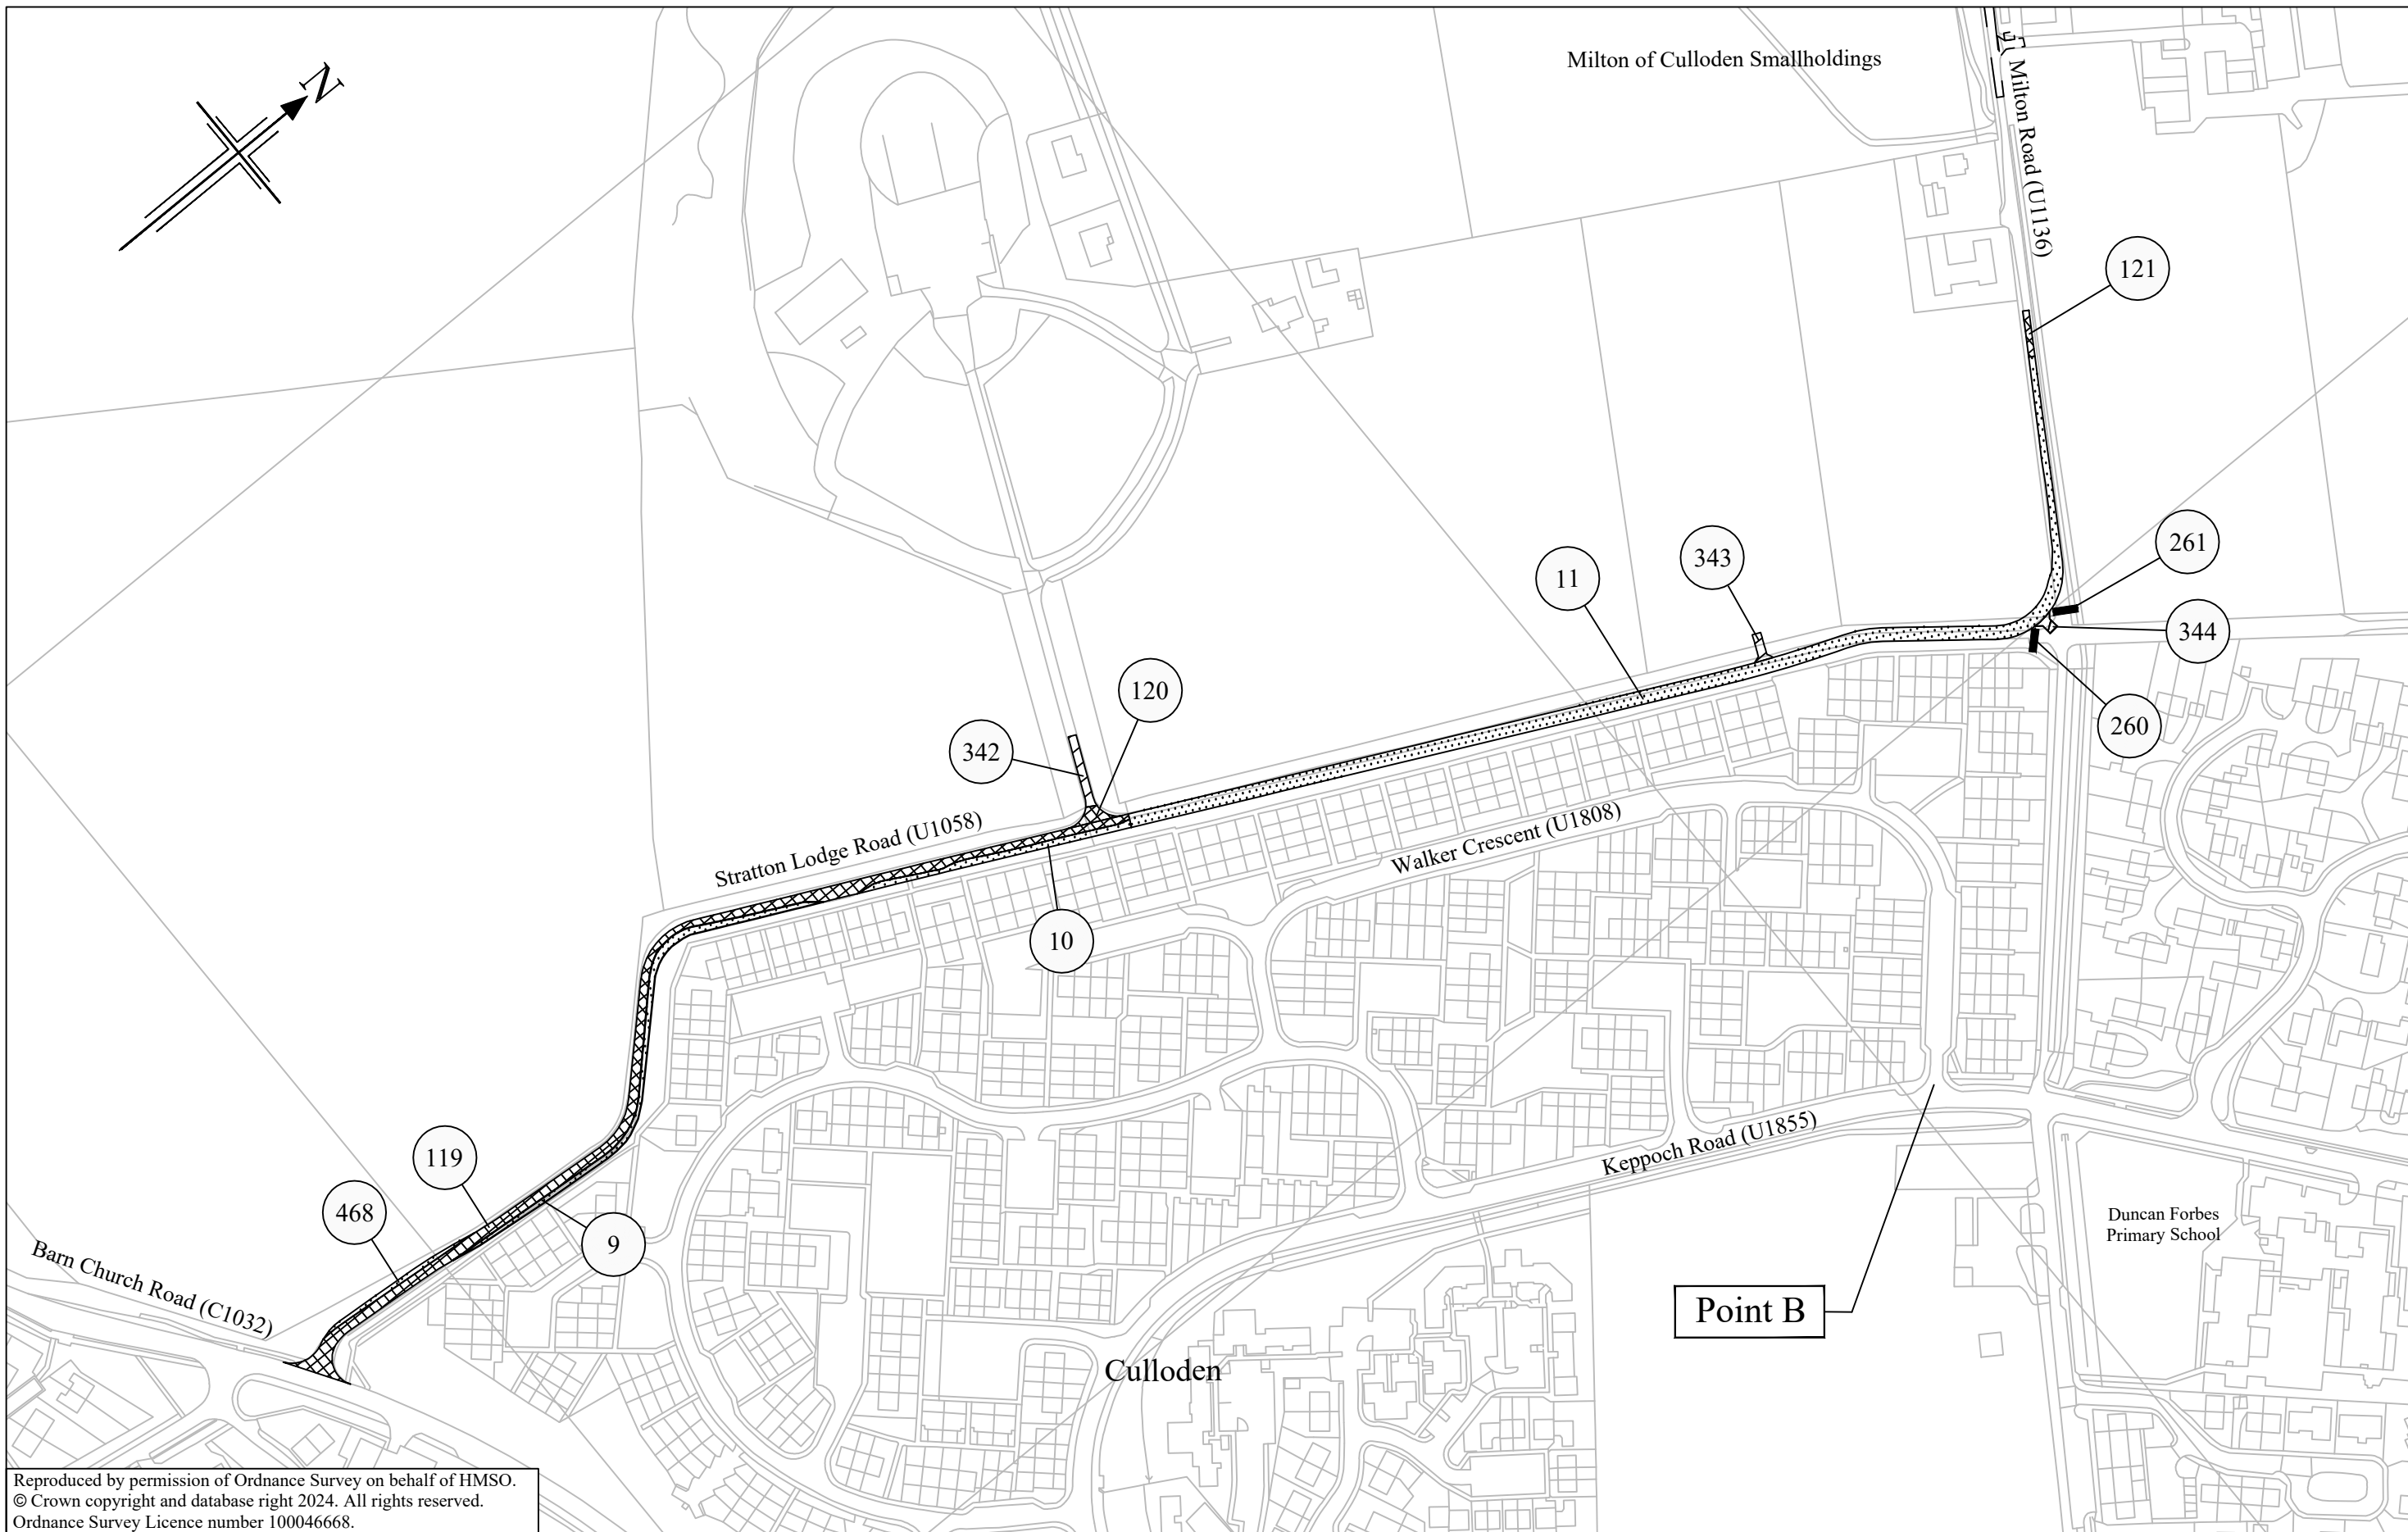 N
Milton of Culloden Smallholdings
Milton Road (U1136)
121
261
343
11
344
120
260
342
Stratton Lodge Road (U1058)
Walker Crescent (U1808)
10
Keppoch Road (U1855)
119
468
9
Duncan Forbes
Primary School
Barn Church Road (C1032)
Point B
Culloden
Reproduced by permission of Ordnance Survey on behalf of HMSO.
© Crown copyright and database right 2024. All rights reserved.
Ordnance Survey Licence number 100046668.